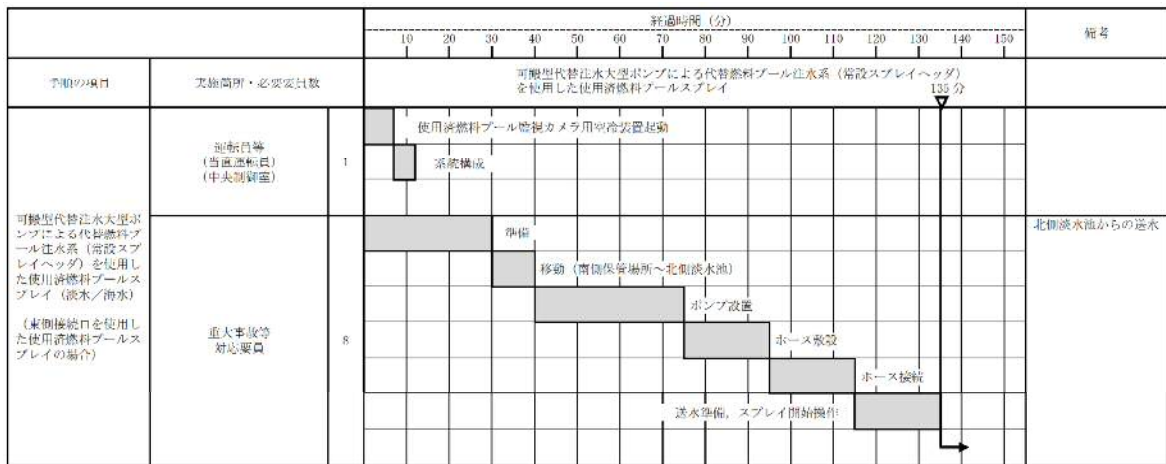 経過時間（分）
備考
10 20 30 40 50 60 70 80 90 100 110 120 130 140 150
手順の項目
実施箇所・必要要員数
可搬型代替注水大型ポンプによる代替燃料プール注水系（常設スプレイヘッダ）
を使用した使用済燃料プールスプレイ
135 分
運転員等
（当直運転員）
（中央制御室）
1
使用済燃料プール監視カメラ用空冷装置起動
系統構成
可搬型代替注水大型ポ
ンプによる代替燃料プ
ール注水系（常設スプ
レイヘッダ）を使用し
た使用済燃料プールス
プレイ（淡水／海水）
（東側接続口を使用し
た使用済燃料プールス
プレイの場合）
重大事故等
対応要員
8
準備
移動（南側保管場所～北側淡水池）
ポンプ設置
ホース敷設
ホース接続
送水準備，スプレイ開始操作
北側淡水池からの送水